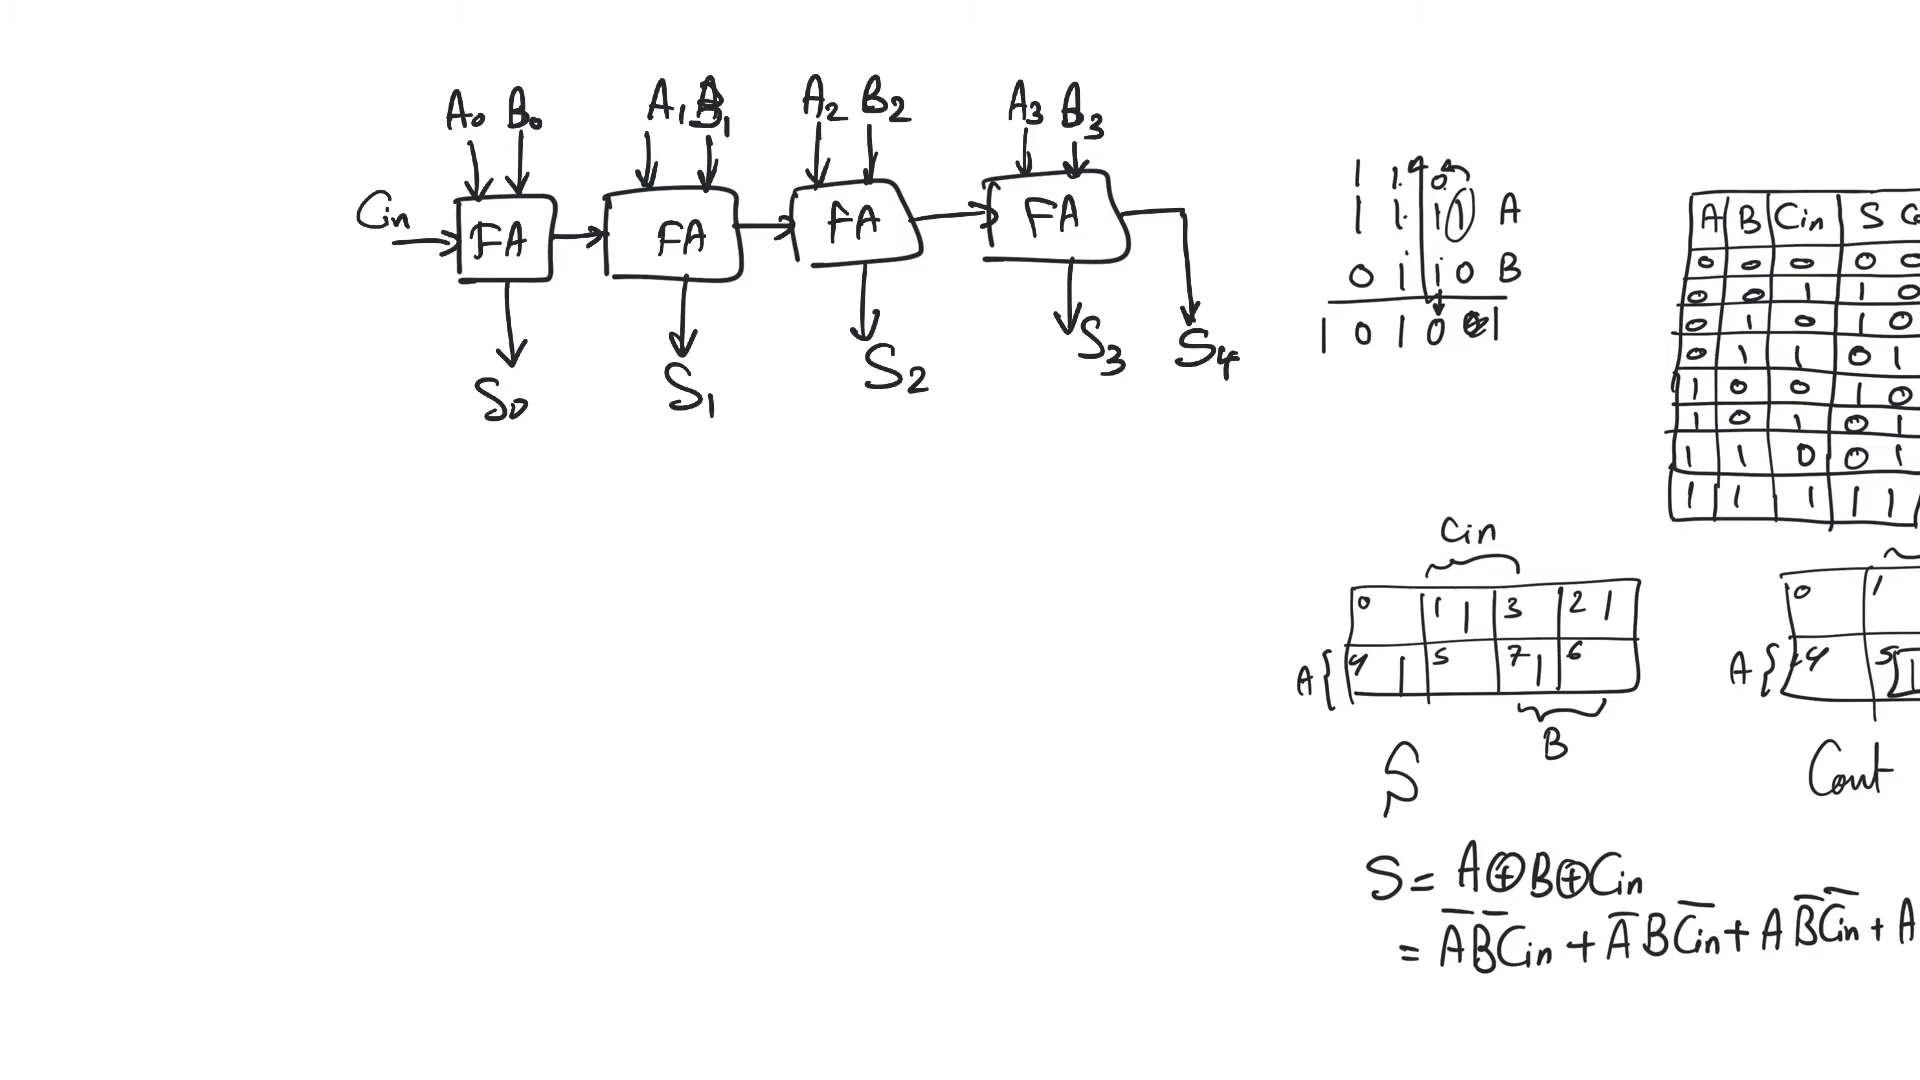 A0 B0 A1 B1 A2 B2 A3 B3
Cin FA FA FA FA
S0 S1 S2 S3 S4
1 1 0
1 1 1 1 A
0 1 1 0 B
1 0 1 0 1
A B Cin S C
0 0 0 0 0
0 0 1 1 0
0 1 0 1 0
0 1 1 0 1
1 0 0 1 0
1 0 1 0 1
1 1 0 0 1
1 1 1 1 1
Cin
0 1 1 3 2 1
A { 4 1 5 7 1 6
B
S
0 1
A { 4 5 1
Cout
S = A⊕B⊕Cin
= A̅ B̅ Cin + A̅ B C̅i̅n̅ + A B̅ C̅i̅n̅ + A